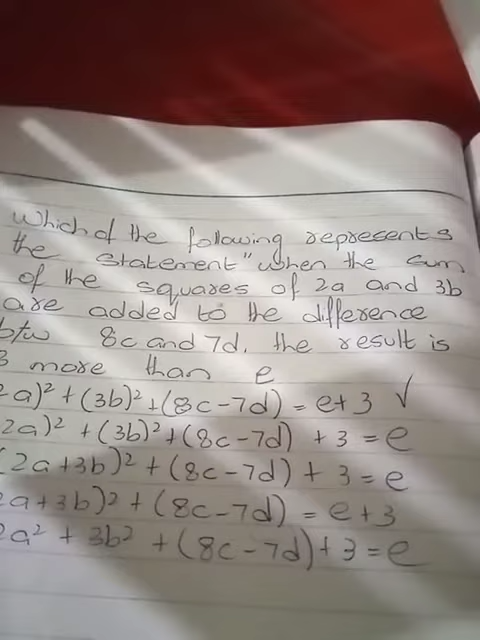 Which of the following represents
the statement "when the sum
of the squares of 2a and 3b
are added to the difference
b/w 8c and 7d. the result is
3 more than e
2a)² + (3b)² + (8c-7d) = e+3 ✓
2a)² + (3b)² + (8c-7d) + 3 = e
(2a+3b)² + (8c-7d) + 3 = e
2a+3b)² + (8c-7d) = e+3
2a² + 3b² + (8c-7d) + 3 = e